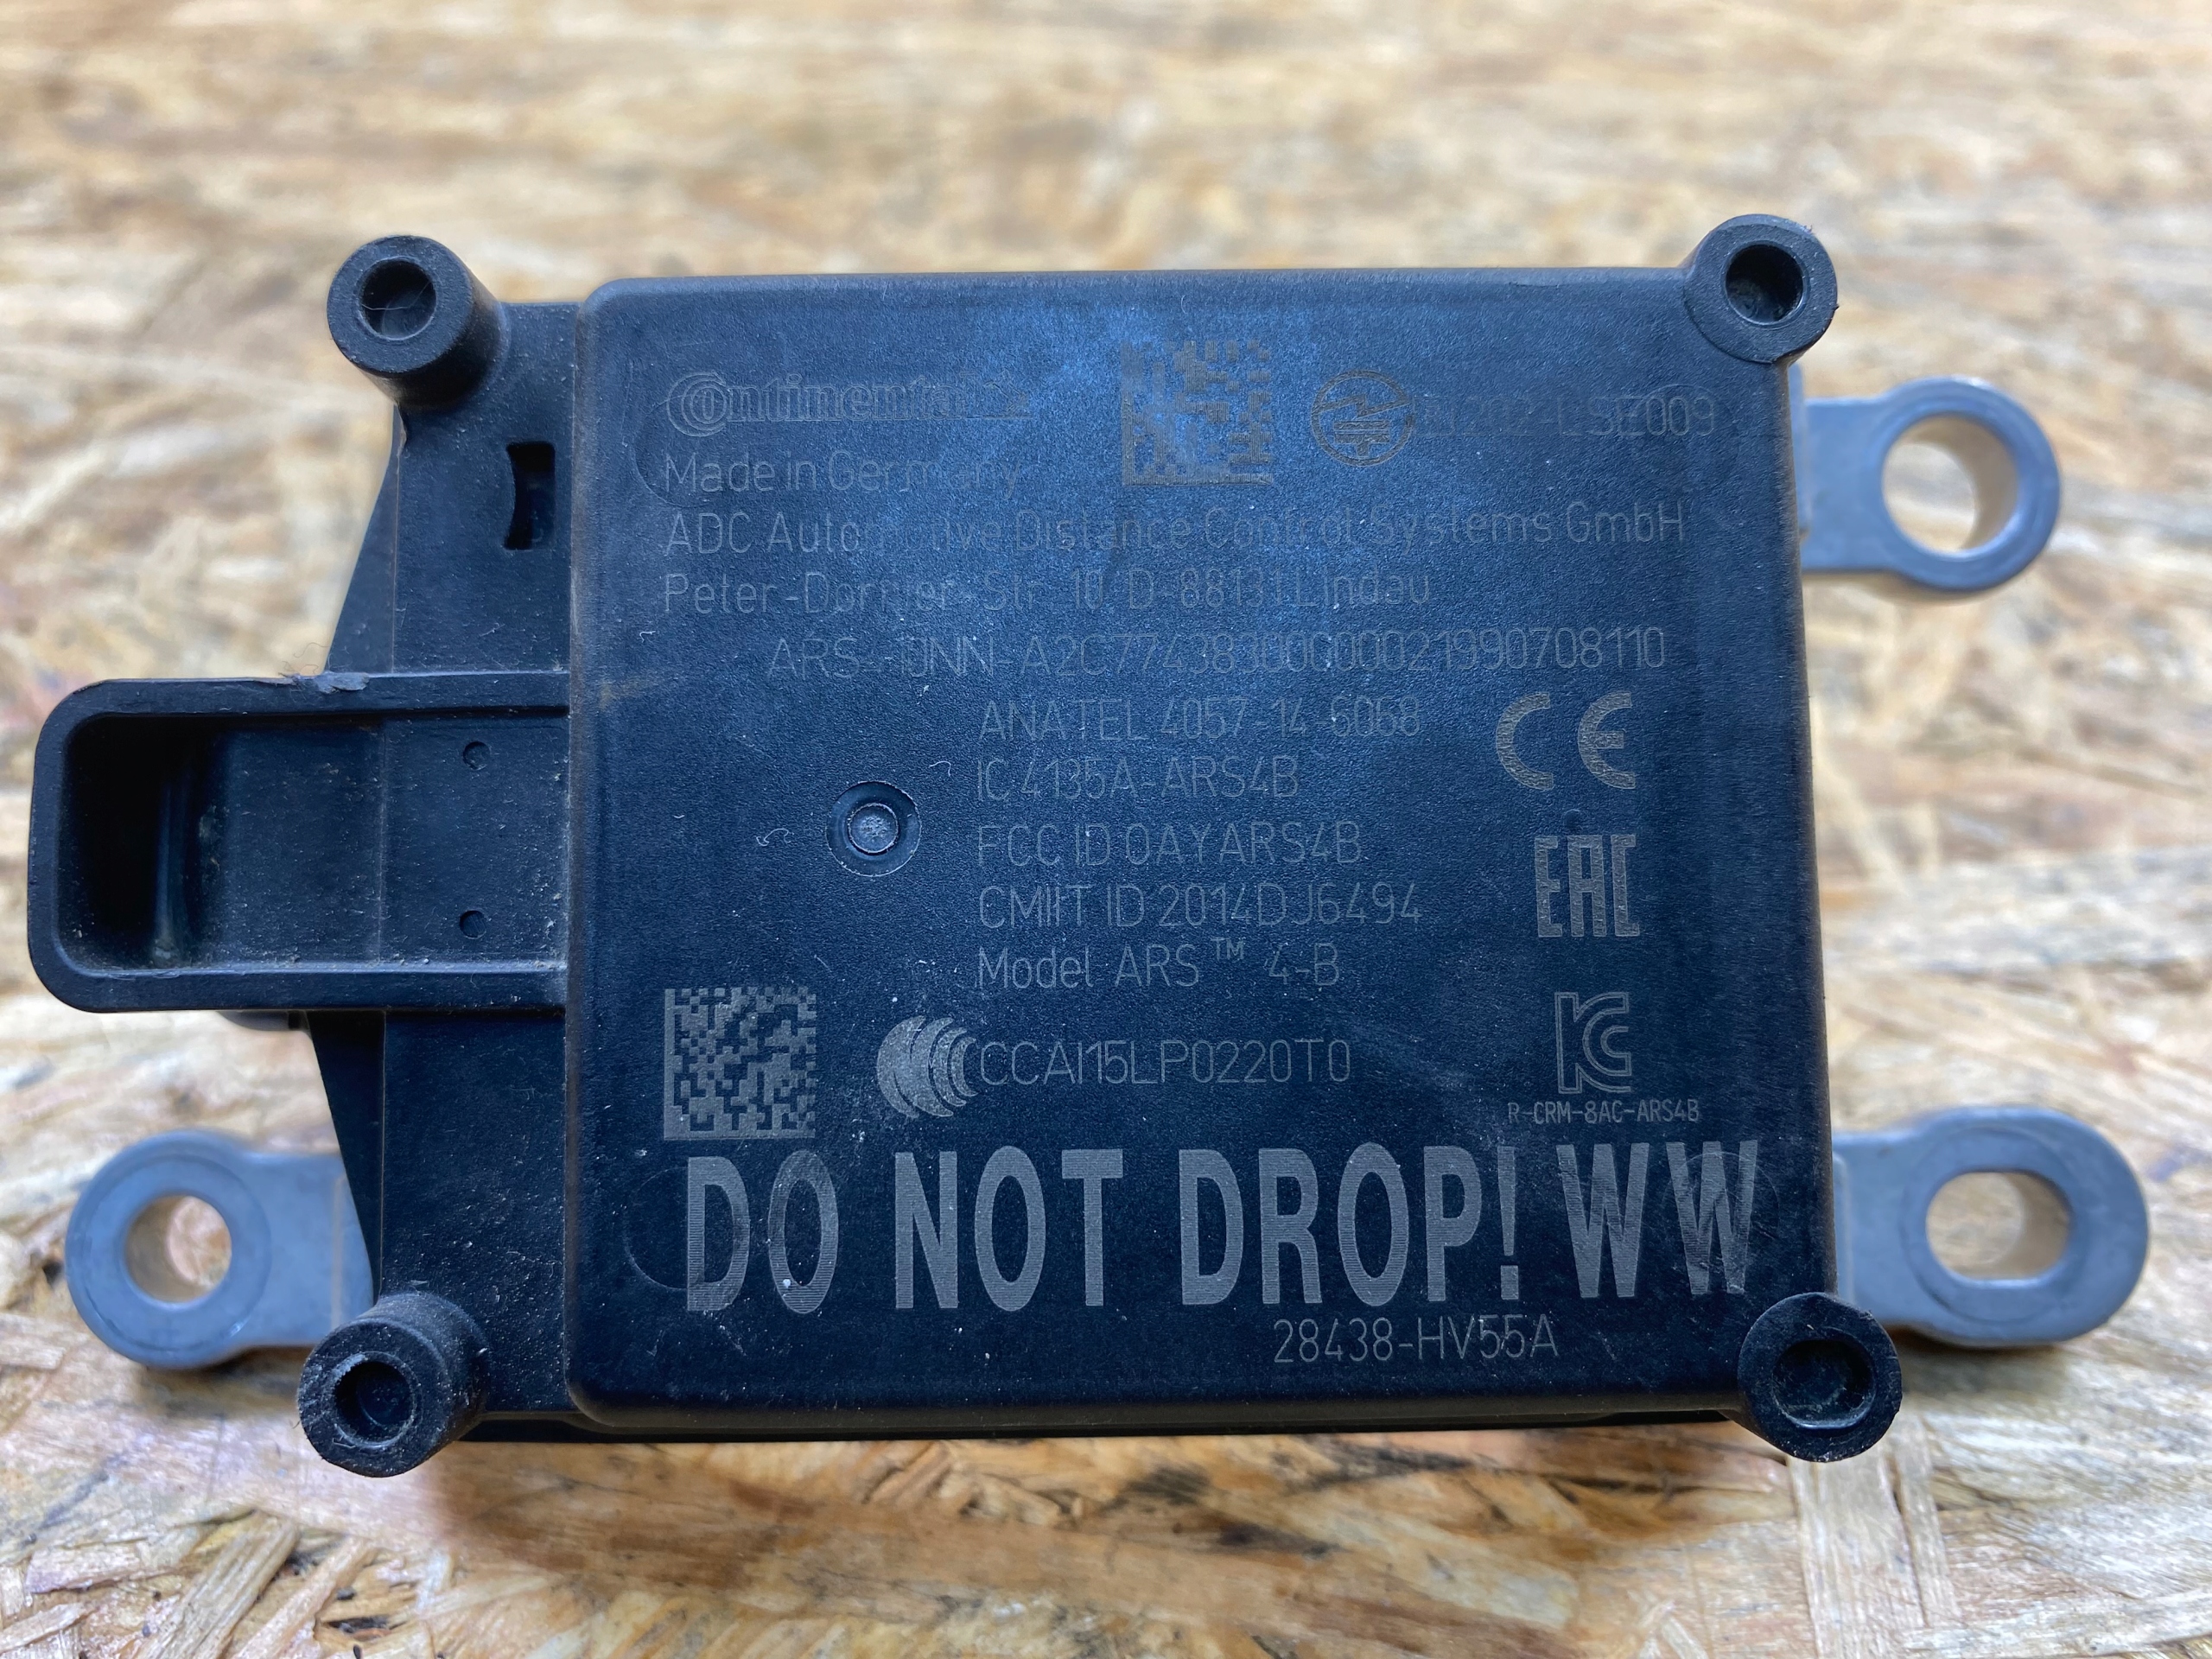 Continental
Made in Germany
ADC Automotive Distance Control Systems GmbH
Peter-Dornier-Str. 10 D-88131 Lindau
ANATEL 4057-14-6068
IC 4135A-ARS4B
FCC ID OAYARS4B
CMIIT ID 2014DJ6494
Model ARS™ 4-B
CE
EAC
CCAI15LP0220T0
R-CRM-8AC-ARS4B
DO NOT DROP! WW
28438-HV55A